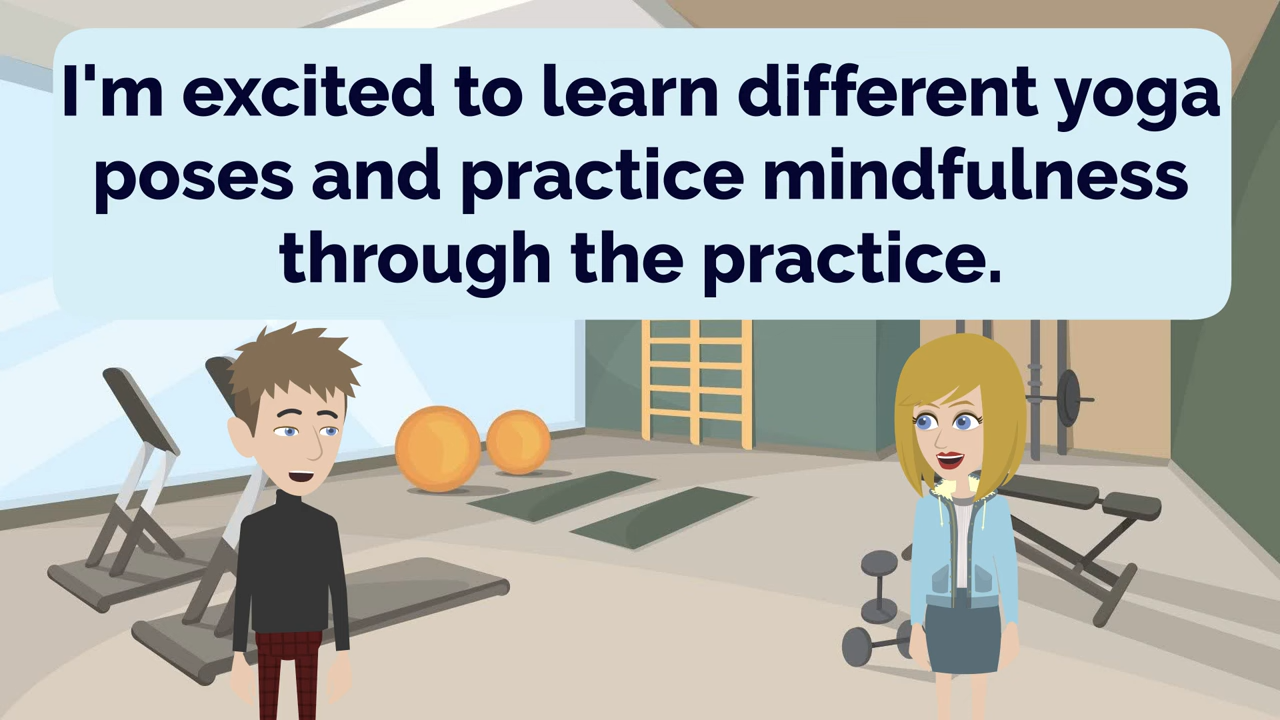 I'm excited to learn different yoga
poses and practice mindfulness
through the practice.